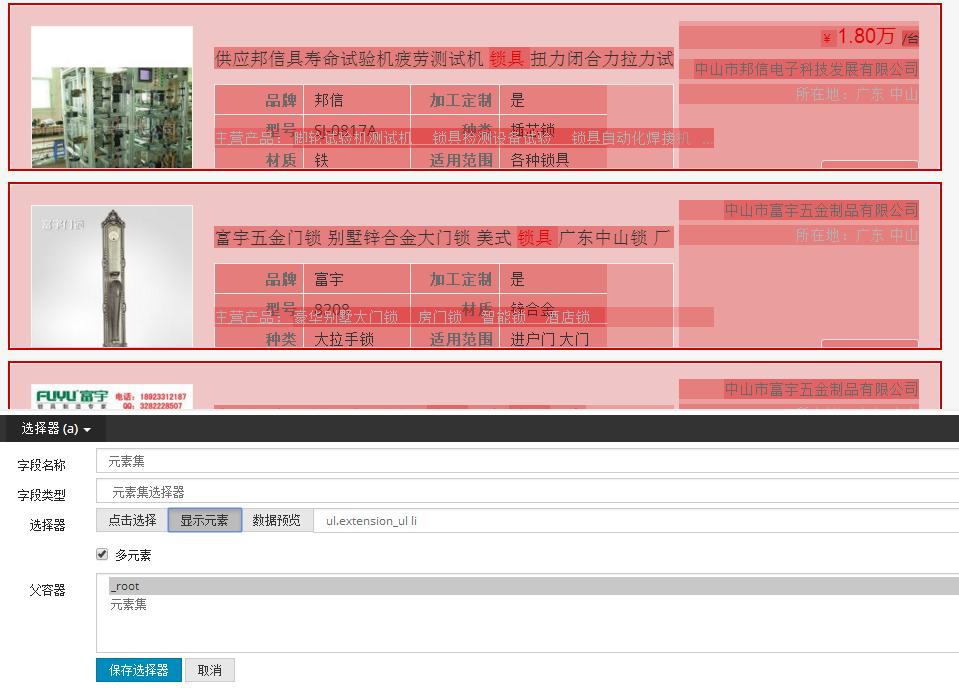 ¥1.80万 /台
供应邦信具寿命试验机疲劳测试机 锁具 扭力闭合力拉力试
中山市邦信电子科技发展有限公司
所在地：广东 中山
品牌 邦信 加工定制 是
型号 SJ-0817A 种类 插芯锁
主营产品：脚轮试验机测试机 锁具检测设备试验 锁具自动化焊接机 ...
材质 铁 适用范围 各种锁具
中山市富宇五金制品有限公司
富宇门锁
富宇五金门锁 别墅锌合金大门锁 美式 锁具 广东中山锁 厂
所在地：广东 中山
品牌 富宇 加工定制 是
型号 8208 材质 锌合金
主营产品：豪华别墅大门锁 房门锁 智能锁 酒店锁
种类 大拉手锁 适用范围 进户门 大门
中山市富宇五金制品有限公司
FUYU 富宇 电话：18923312187
锁具制造专家 QQ：3282228507
选择器 (a)
字段名称 元素集
字段类型 元素集选择器
选择器 点击选择 显示元素 数据预览 ul.extension_ul li
多元素
父容器 _root
元素集
保存选择器 取消